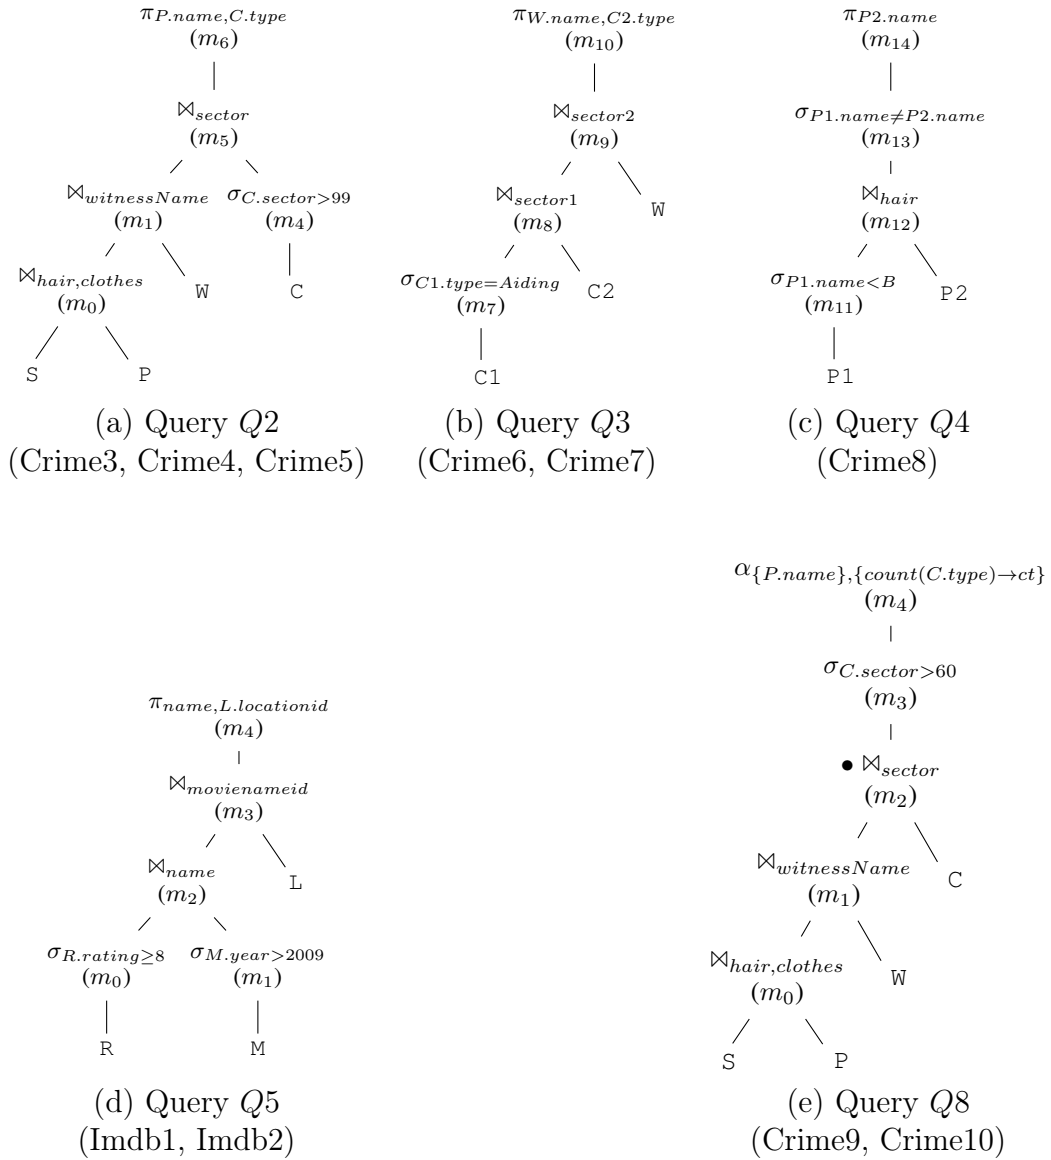 π_{P.name,C.type} π_{W.name,C2.type} π_{P2.name}
(m_6) (m_{10}) (m_{14})
⋈_{sector} ⋈_{sector2} σ_{P1.name≠P2.name}
(m_5) (m_9) (m_{13})
⋈_{witnessName} σ_{C.sector>99} ⋈_{sector1} ⋈_{hair}
(m_1) (m_4) (m_8) W (m_{12})
⋈_{hair,clothes} W C σ_{C1.type=Aiding} C2 σ_{P1.name<B} P2
(m_0) (m_7) (m_{11})
S P C1 P1
(a) Query Q2 (b) Query Q3 (c) Query Q4
(Crime3, Crime4, Crime5) (Crime6, Crime7) (Crime8)
α_{{P.name},{count(C.type)→ct}}
(m_4)
σ_{C.sector>60}
(m_3)
π_{name,L.locationid}
(m_4)
• ⋈_{sector}
⋈_{movienameid} (m_2)
(m_3)
⋈_{name} L ⋈_{witnessName} C
(m_2) (m_1)
σ_{R.rating≥8} σ_{M.year>2009} ⋈_{hair,clothes} W
(m_0) (m_1) (m_0)
R M S P
(d) Query Q5 (e) Query Q8
(Imdb1, Imdb2) (Crime9, Crime10)